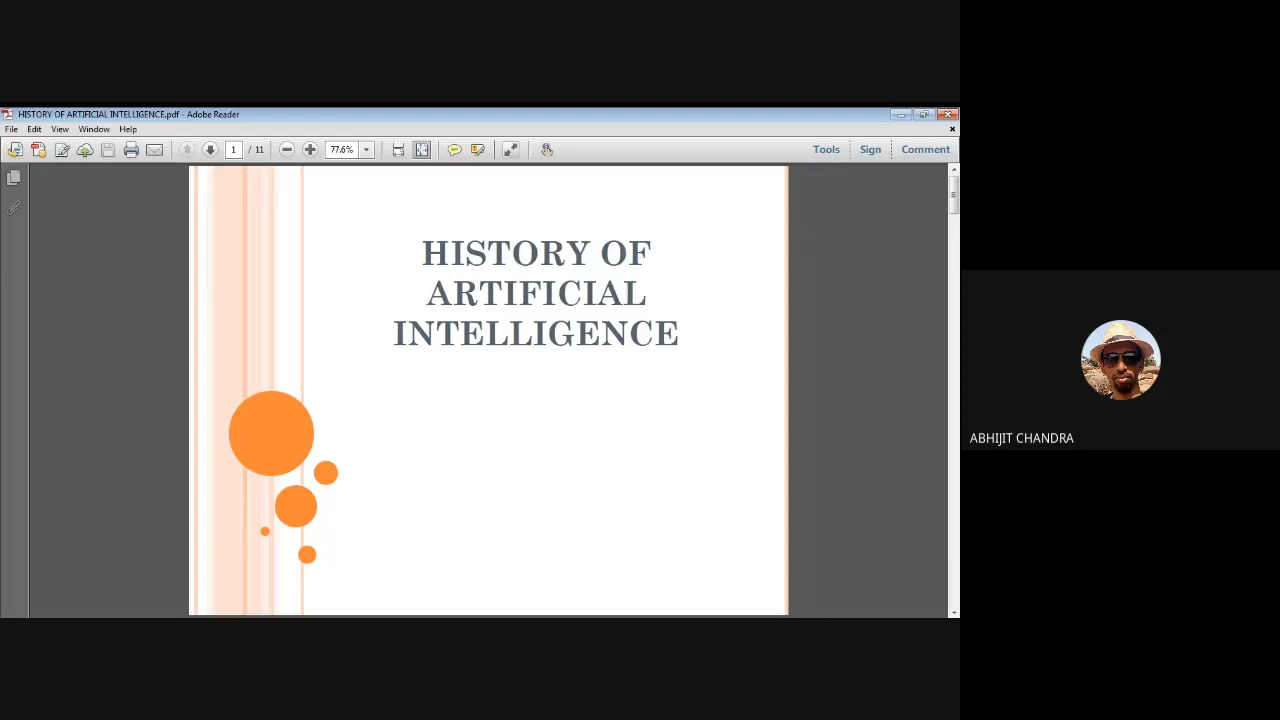 HISTORY OF ARTIFICIAL INTELLIGENCE.pdf - Adobe Reader
File Edit View Window Help
1 / 11 77.6% Tools Sign Comment
HISTORY OF
ARTIFICIAL
INTELLIGENCE
ABHIJIT CHANDRA